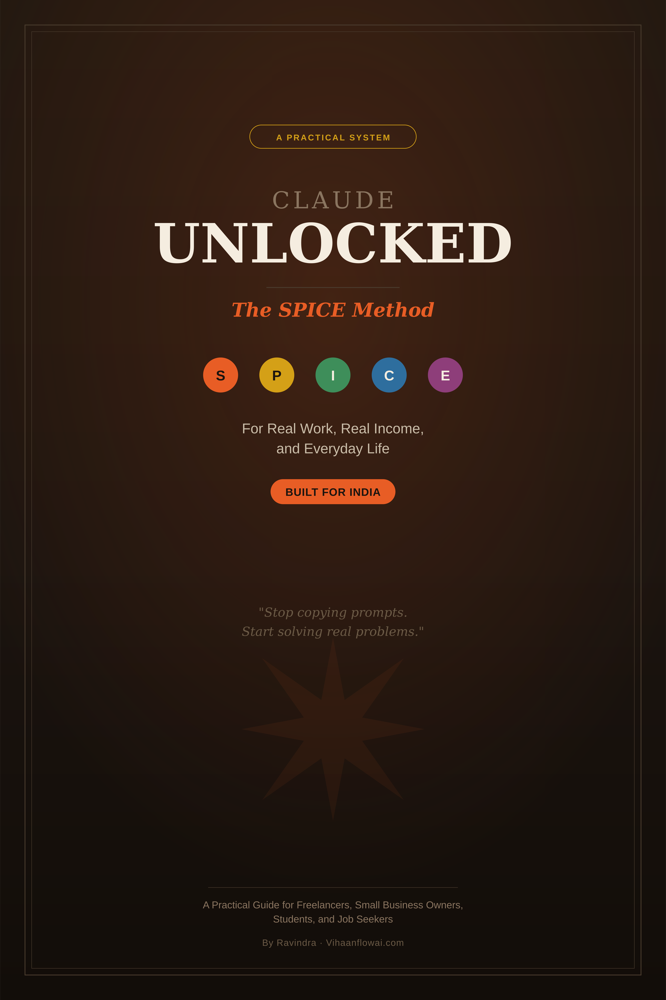 A PRACTICAL SYSTEM
CLAUDE
UNLOCKED
The SPICE Method
S P I C E
For Real Work, Real Income,
and Everyday Life
BUILT FOR INDIA
"Stop copying prompts.
Start solving real problems."
A Practical Guide for Freelancers, Small Business Owners,
Students, and Job Seekers
By Ravindra · Vihaanflowai.com